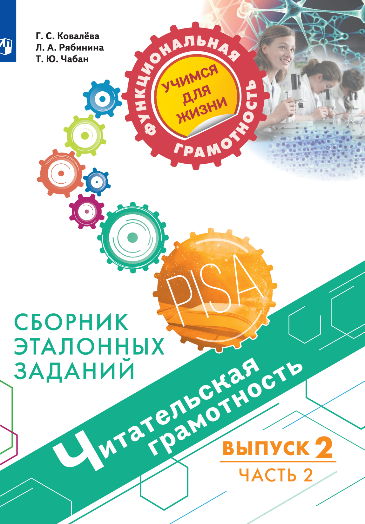 Г. С. Ковалёва
Л. А. Рябинина
Т. Ю. Чабан
ФУНКЦИОНАЛЬНАЯ
ГРАМОТНОСТЬ
УЧИМСЯ
ДЛЯ
ЖИЗНИ
PISA
СБОРНИК
ЭТАЛОННЫХ
ЗАДАНИЙ
Читательская
грамотность
ВЫПУСК 2
ЧАСТЬ 2